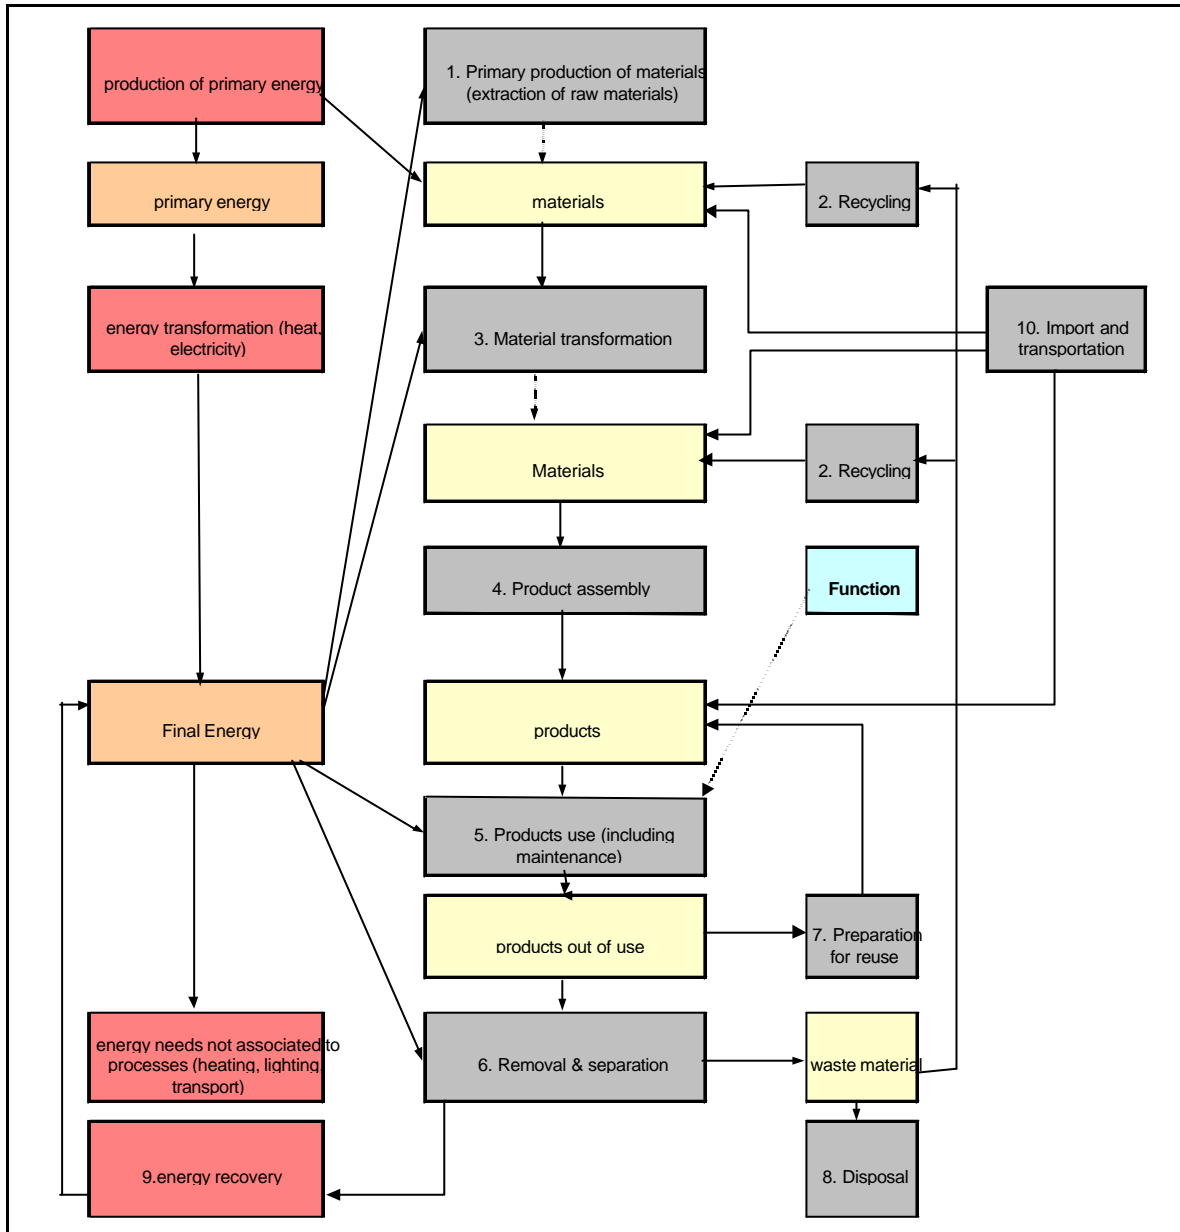 production of primary energy
1. Primary production of materials
(extraction of raw materials)
primary energy
materials
2. Recycling
energy transformation (heat,
electricity)
3. Material transformation
10. Import and
transportation
Materials
2. Recycling
4. Product assembly
Function
Final Energy
products
5. Products use (including
maintenance)
products out of use
7. Preparation
for reuse
energy needs not associated to
processes (heating, lighting
transport)
6. Removal & separation
waste material
9.energy recovery
8. Disposal